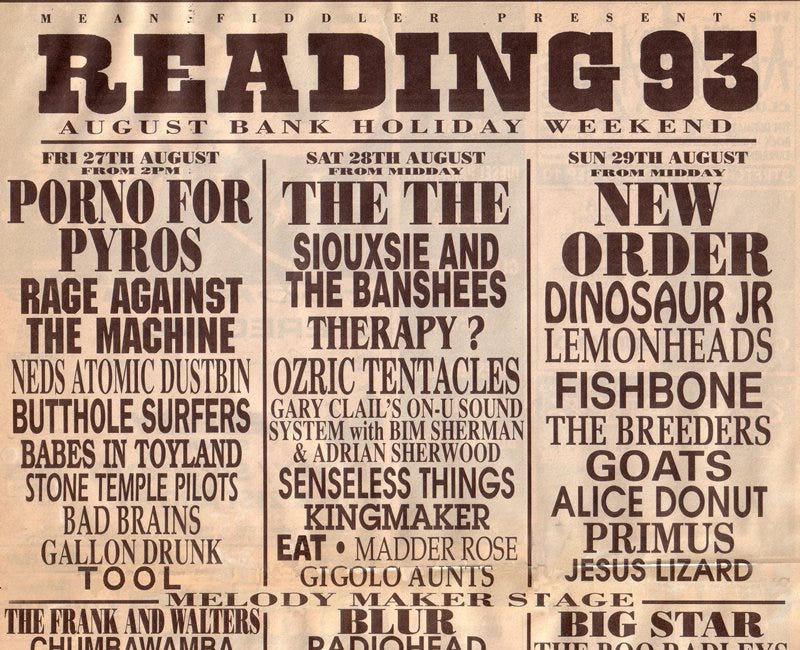 MEAN FIDDLER PRESENTS
READING 93
AUGUST BANK HOLIDAY WEEKEND
FRI 27TH AUGUST
FROM 2PM
PORNO FOR
PYROS
RAGE AGAINST
THE MACHINE
NEDS ATOMIC DUSTBIN
BUTTHOLE SURFERS
BABES IN TOYLAND
STONE TEMPLE PILOTS
BAD BRAINS
GALLON DRUNK
TOOL
SAT 28TH AUGUST
FROM MIDDAY
THE THE
SIOUXSIE AND
THE BANSHEES
THERAPY ?
OZRIC TENTACLES
GARY CLAIL'S ON-U SOUND
SYSTEM with BIM SHERMAN
& ADRIAN SHERWOOD
SENSELESS THINGS
KINGMAKER
EAT • MADDER ROSE
GIGOLO AUNTS
SUN 29TH AUGUST
FROM MIDDAY
NEW
ORDER
DINOSAUR JR
LEMONHEADS
FISHBONE
THE BREEDERS
GOATS
ALICE DONUT
PRIMUS
JESUS LIZARD
MELODY MAKER STAGE
THE FRANK AND WALTERS
CHUMBAWAMBA
BLUR
RADIOHEAD
BIG STAR
THE BOO RADLEYS